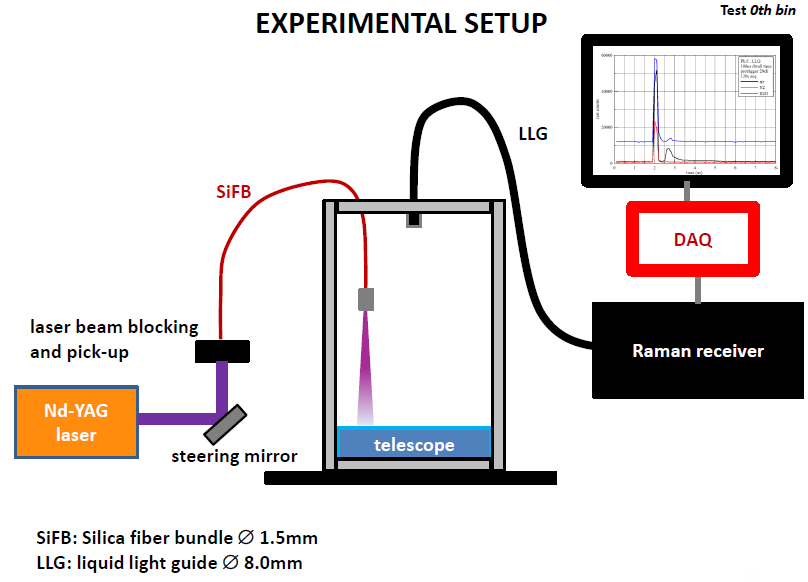 EXPERIMENTAL SETUP
Test 0th bin
LLG
SiFB
DAQ
laser beam blocking
and pick-up
Raman receiver
Nd-YAG
laser
steering mirror
telescope
SiFB: Silica fiber bundle ∅ 1.5mm
LLG: liquid light guide ∅ 8.0mm